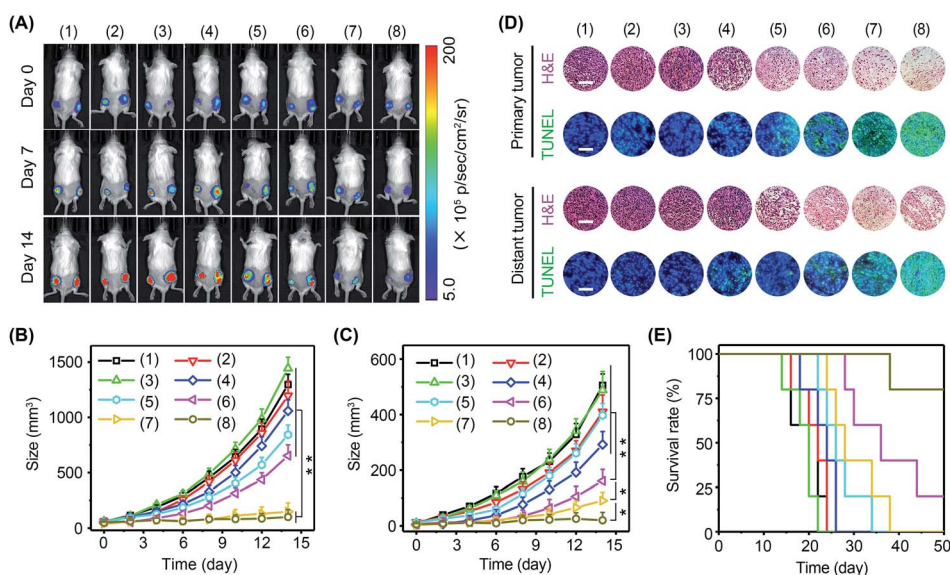 (A)
(1) (2) (3) (4) (5) (6) (7) (8)
Day 0
Day 7
Day 14
200
5.0
(× 10⁵ p/sec/cm²/sr)
(D)
(1) (2) (3) (4) (5) (6) (7) (8)
Primary tumor
H&E
TUNEL
Distant tumor
H&E
TUNEL
(B)
1500
1000
500
0
Size (mm³)
(1) (2)
(3) (4)
(5) (6)
(7) (8)
**
0 3 6 9 12 15
Time (day)
(C)
600
400
200
0
Size (mm³)
(1) (2)
(3) (4)
(5) (6)
(7) (8)
**
**
0 3 6 9 12 15
Time (day)
(E)
100
75
50
25
0
Survival rate (%)
0 10 20 30 40 50
Time (day)